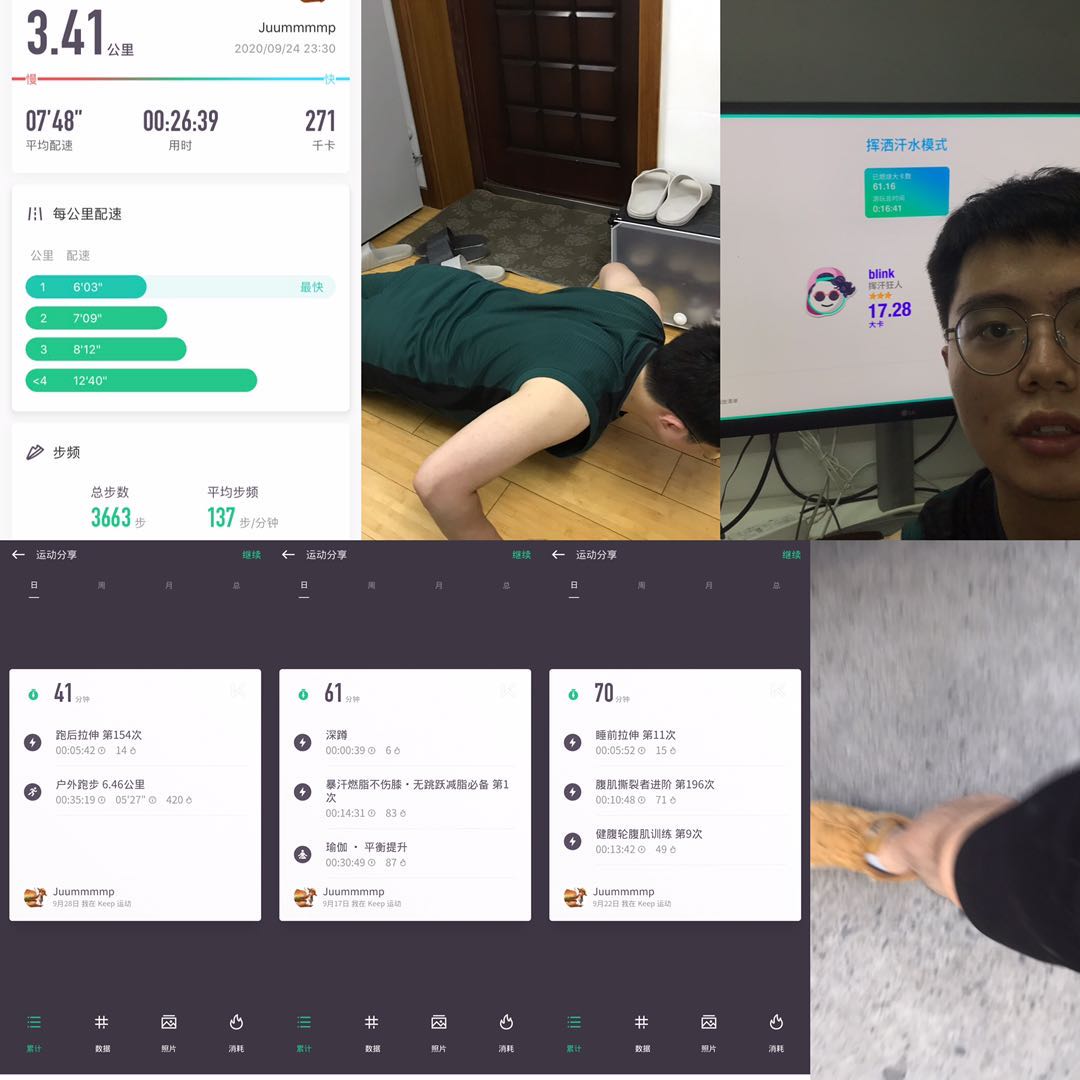 3.41公里
Juummmmp
2020/09/24 23:30
慢
快
07'48"
00:26:39
271
平均配速
用时
千卡
每公里配速
公里 配速
1 6'03" 最快
2 7'09"
3 8'12"
<4 12'40"
步频
总步数
平均步频
3663 步
137 步/分钟
挥洒汗水模式
已燃烧大卡数
61.16
游玩总时间
0:16:41
blink
挥汗狂人
17.28
大卡
LG
运动分享
继续
日 周 月 总
41 分钟
跑后拉伸 第154次
00:05:42 14
户外跑步 6.46公里
00:35:19 05'27" 420
Juummmmp
9月28日 我在 Keep 运动
累计 数据 照片 消耗
运动分享
继续
日 周 月 总
61 分钟
深蹲
00:00:39 6
暴汗燃脂不伤膝·无跳跃减脂必备 第1
次
00:14:31 83
瑜伽 · 平衡提升
00:30:49 87
Juummmmp
9月17日 我在 Keep 运动
累计 数据 照片 消耗
运动分享
继续
日 周 月 总
70 分钟
睡前拉伸 第11次
00:05:52 15
腹肌撕裂者进阶 第196次
00:10:48 71
健腹轮腹肌训练 第9次
00:13:42 49
Juummmmp
9月22日 我在 Keep 运动
累计 数据 照片 消耗